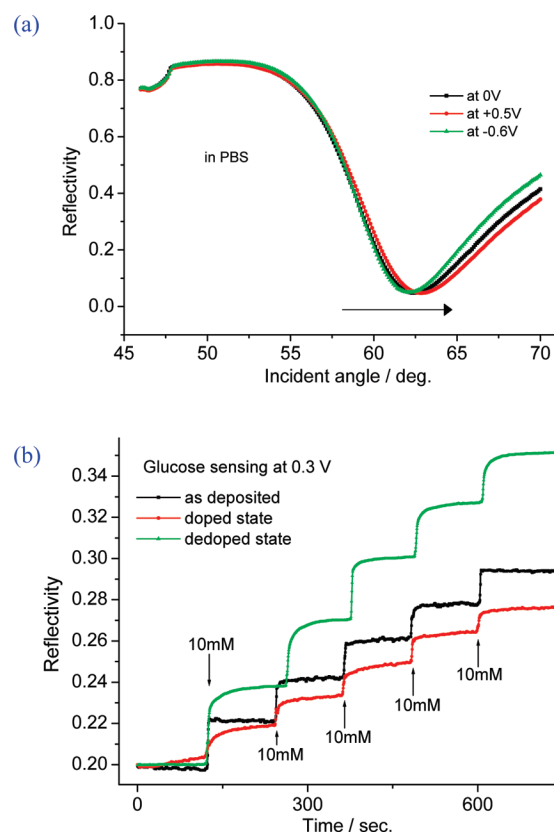 (a)
1.0
0.8
0.6
0.4
0.2
0.0
Reflectivity
at 0V
at +0.5V
at -0.6V
in PBS
45 50 55 60 65 70
Incident angle / deg.
(b)
Glucose sensing at 0.3 V
as deposited
doped state
dedoped state
0.34
0.32
0.30
0.28
0.26
0.24
0.22
0.20
Reflectivity
10mM
10mM
10mM
10mM
10mM
0 300 600
Time / sec.